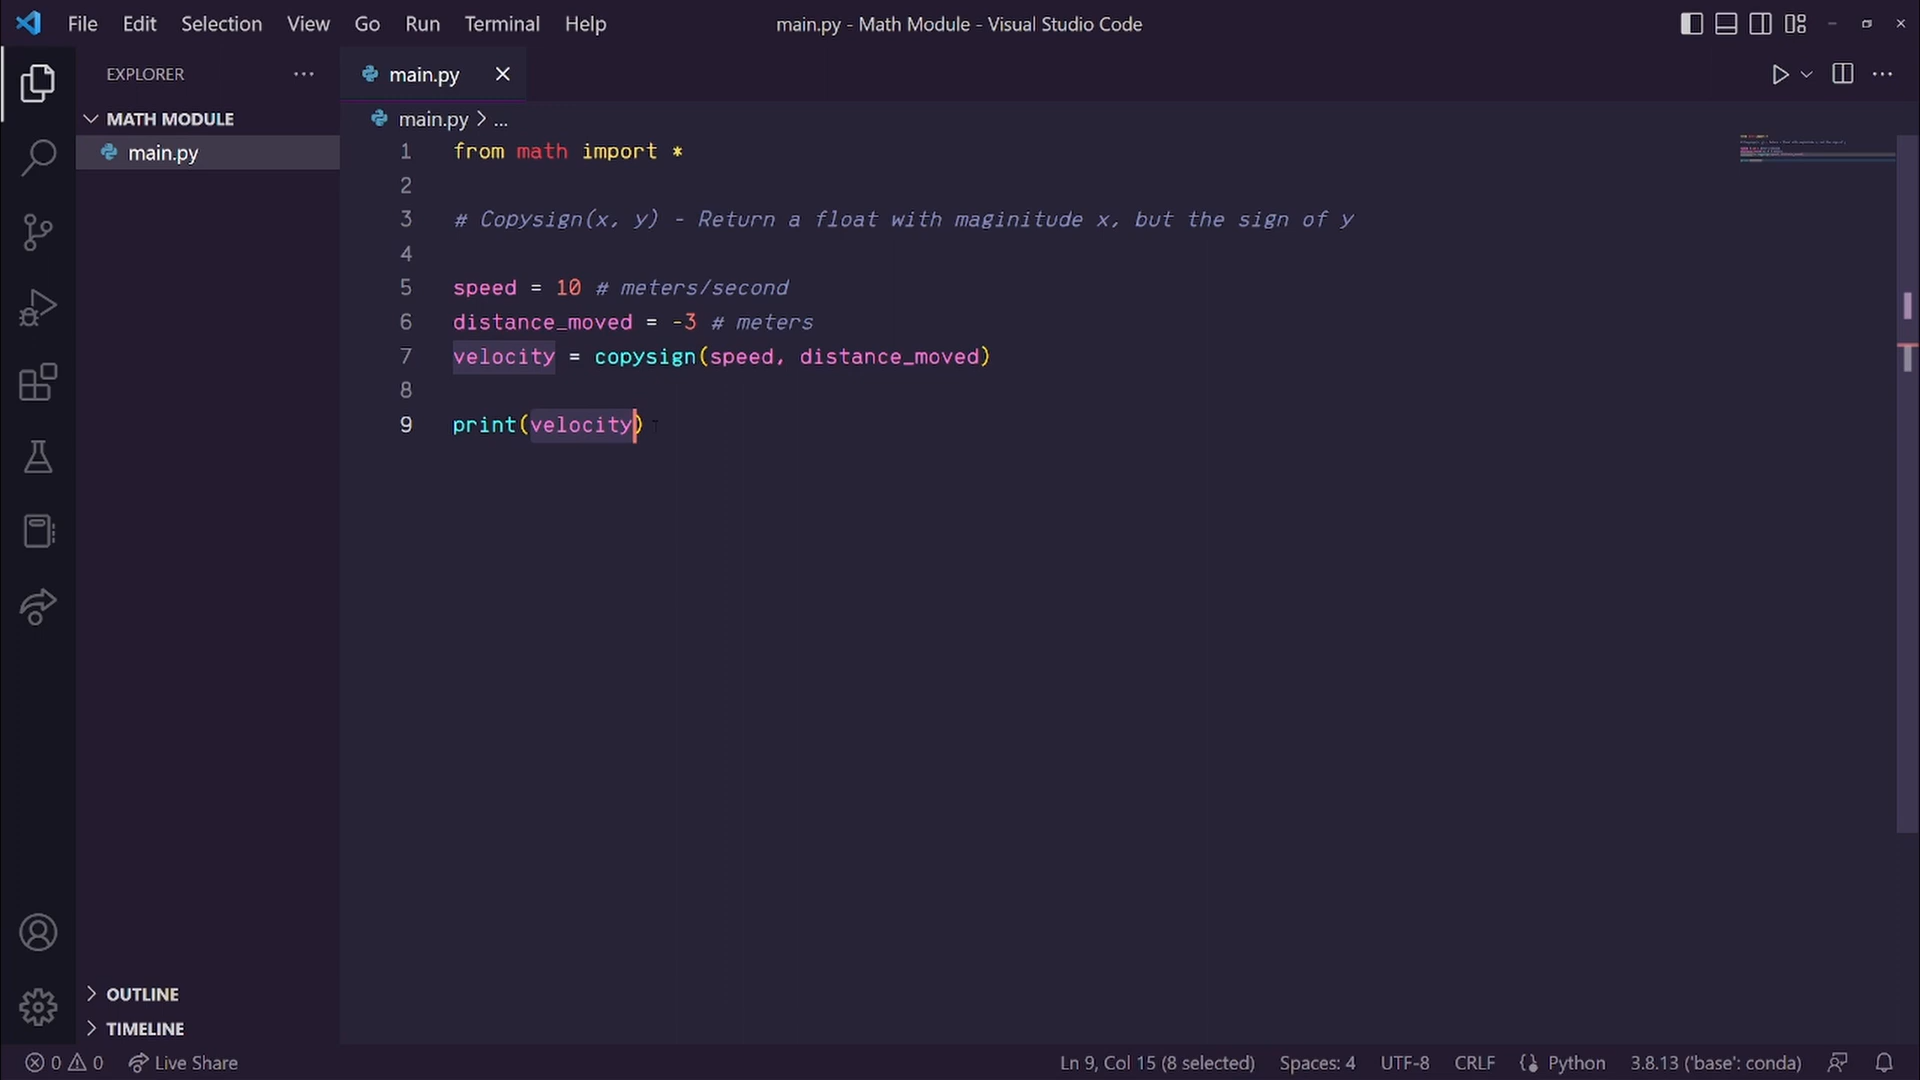 File Edit Selection View Go Run Terminal Help
main.py - Math Module - Visual Studio Code
EXPLORER
main.py
MATH MODULE
main.py
main.py > ...
1 from math import *
2
3 # Copysign(x, y) - Return a float with maginitude x, but the sign of y
4
5 speed = 10 # meters/second
6 distance_moved = -3 # meters
7 velocity = copysign(speed, distance_moved)
8
9 print(velocity)
OUTLINE
TIMELINE
0 0 Live Share
Ln 9, Col 15 (8 selected) Spaces: 4 UTF-8 CRLF Python 3.8.13 ('base': conda)